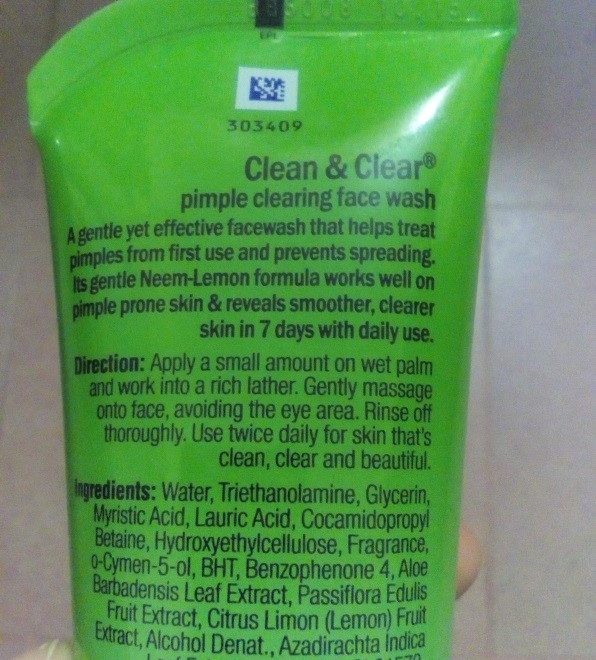 303409
Clean & Clear®
pimple clearing face wash
A gentle yet effective facewash that helps treat
pimples from first use and prevents spreading.
Its gentle Neem-Lemon formula works well on
pimple prone skin & reveals smoother, clearer
skin in 7 days with daily use.
Direction: Apply a small amount on wet palm
and work into a rich lather. Gently massage
onto face, avoiding the eye area. Rinse off
thoroughly. Use twice daily for skin that's
clean, clear and beautiful.
Ingredients: Water, Triethanolamine, Glycerin,
Myristic Acid, Lauric Acid, Cocamidopropyl
Betaine, Hydroxyethylcellulose, Fragrance,
o-Cymen-5-ol, BHT, Benzophenone 4, Aloe
Barbadensis Leaf Extract, Passiflora Edulis
Fruit Extract, Citrus Limon (Lemon) Fruit
Extract, Alcohol Denat., Azadirachta Indica